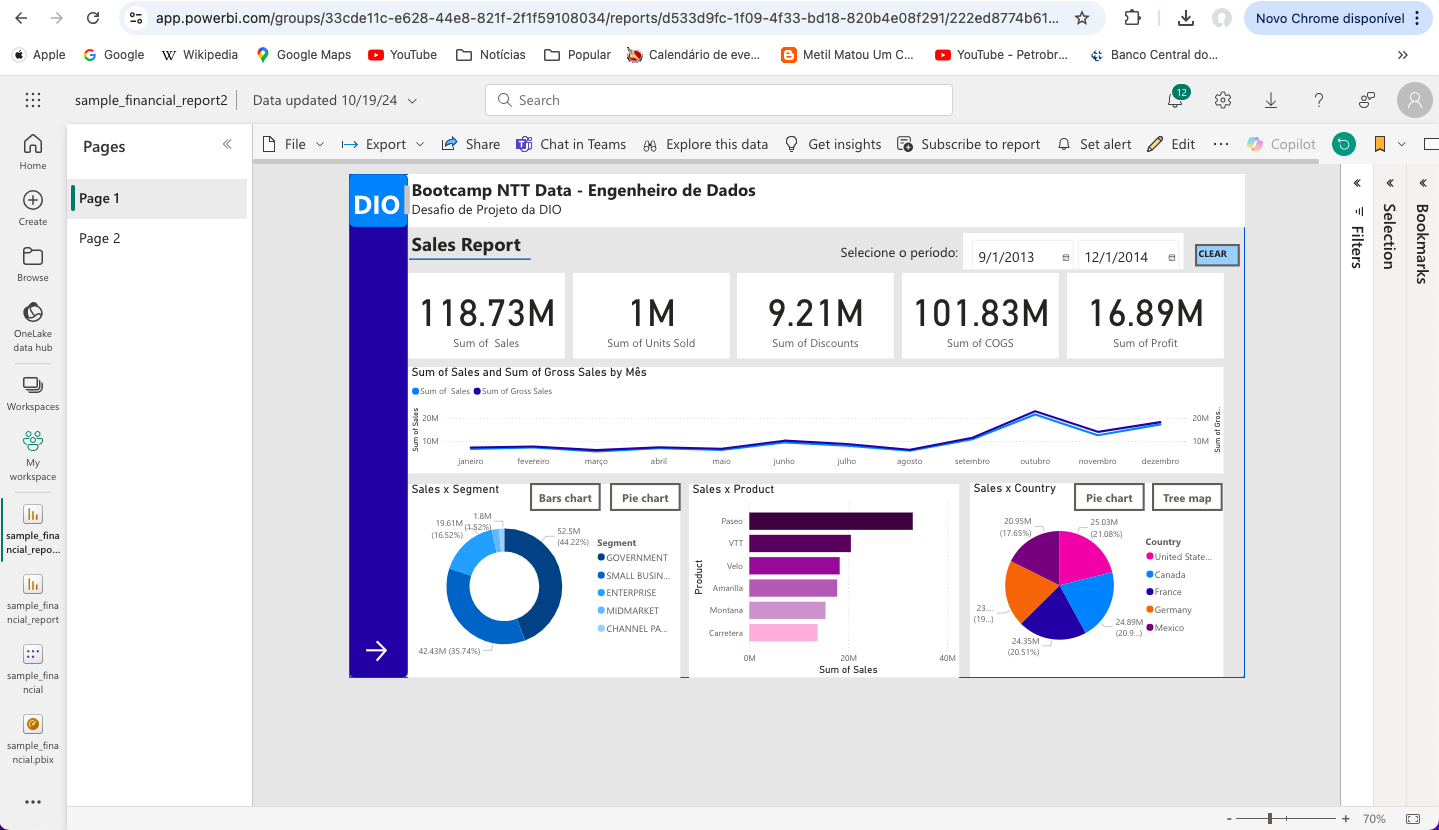 app.powerbi.com/groups/33cde11c-e628-44e8-821f-2f1f59108034/reports/d533d9fc-1f09-4f33-bd18-820b4e08f291/222ed8774b61...
Novo Chrome disponível
Apple
Google
Wikipedia
Google Maps
YouTube
Notícias
Popular
Calendário de eve...
Metil Matou Um C...
YouTube - Petrobr...
Banco Central do...
sample_financial_report2
Data updated 10/19/24
Search
12
Home
Create
Browse
OneLake
data hub
Workspaces
My
workspace
sample_fina
ncial_repo...
sample_fina
ncial_report
sample_fina
ncial
sample_fina
ncial.pbix
Pages
Page 1
Page 2
File
Export
Share
Chat in Teams
Explore this data
Get insights
Subscribe to report
Set alert
Edit
Copilot
Filters
Selection
Bookmarks
DIO
Bootcamp NTT Data - Engenheiro de Dados
Desafio de Projeto da DIO
Sales Report
Selecione o período:
9/1/2013
12/1/2014
CLEAR
118.73M
Sum of  Sales
1M
Sum of Units Sold
9.21M
Sum of Discounts
101.83M
Sum of COGS
16.89M
Sum of Profit
Sum of Sales and Sum of Gross Sales by Mês
Sum of  Sales
Sum of Gross Sales
Sum of Sales
20M
10M
20M
10M
Sum of Gros...
janeiro
fevereiro
março
abril
maio
junho
julho
agosto
setembro
outubro
novembro
dezembro
Sales x Segment
Bars chart
Pie chart
1.8M
(1.52%)
19.61M
(16.52%)
52.5M
(44.22%)
42.43M (35.74%)
Segment
GOVERNMENT
SMALL BUSIN...
ENTERPRISE
MIDMARKET
CHANNEL PA...
Sales x Product
Product
Paseo
VTT
Velo
Amarilla
Montana
Carretera
0M
20M
40M
Sum of Sales
Sales x Country
Pie chart
Tree map
20.95M
(17.65%)
25.03M
(21.08%)
23....
(19...)
24.89M
(20.9...)
24.35M
(20.51%)
Country
United State...
Canada
France
Germany
Mexico
70%